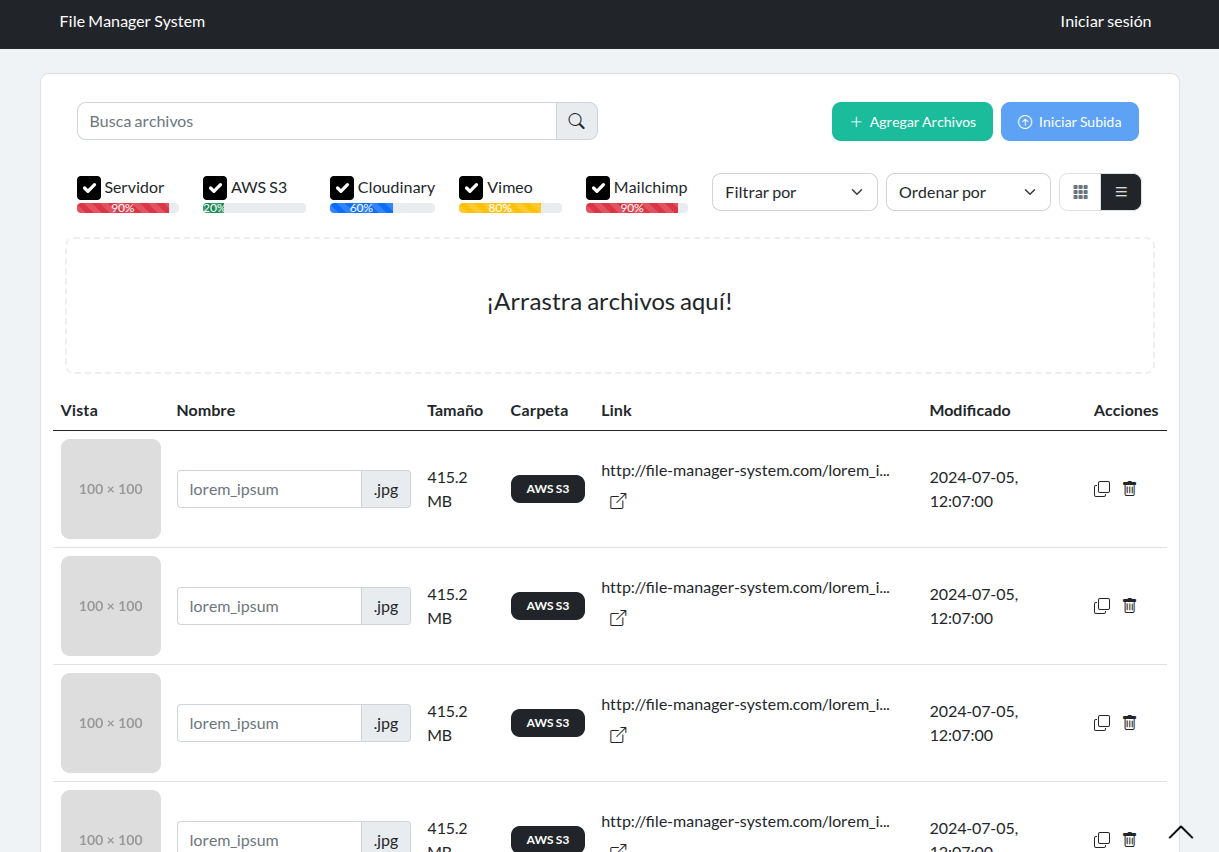 File Manager System Iniciar sesión
Busca archivos + Agregar Archivos Iniciar Subida
Servidor AWS S3 Cloudinary Vimeo Mailchimp Filtrar por Ordenar por
90% 20% 60% 80% 90%
¡Arrastra archivos aquí!
Vista Nombre Tamaño Carpeta Link Modificado Acciones
100 × 100 lorem_ipsum .jpg 415.2 MB AWS S3 http://file-manager-system.com/lorem_i... 2024-07-05, 12:07:00
100 × 100 lorem_ipsum .jpg 415.2 MB AWS S3 http://file-manager-system.com/lorem_i... 2024-07-05, 12:07:00
100 × 100 lorem_ipsum .jpg 415.2 MB AWS S3 http://file-manager-system.com/lorem_i... 2024-07-05, 12:07:00
100 × 100 lorem_ipsum .jpg 415.2 MB AWS S3 http://file-manager-system.com/lorem_i... 2024-07-05, 12:07:00